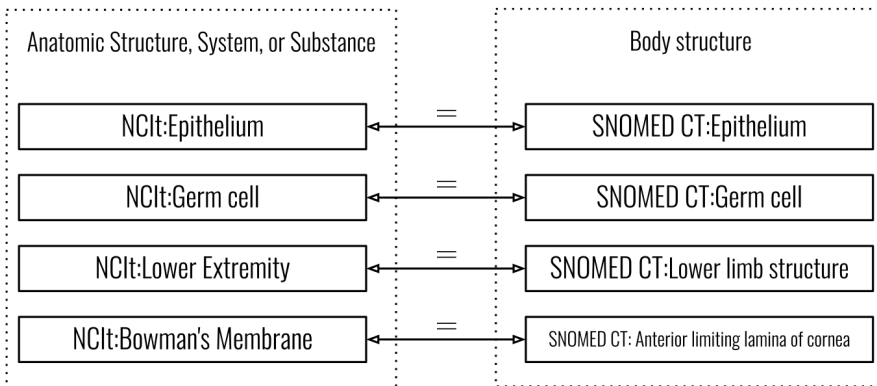 Anatomic Structure, System, or Substance
Body structure
NCIt:Epithelium
=
SNOMED CT:Epithelium
NCIt:Germ cell
=
SNOMED CT:Germ cell
NCIt:Lower Extremity
=
SNOMED CT:Lower limb structure
NCIt:Bowman's Membrane
=
SNOMED CT: Anterior limiting lamina of cornea